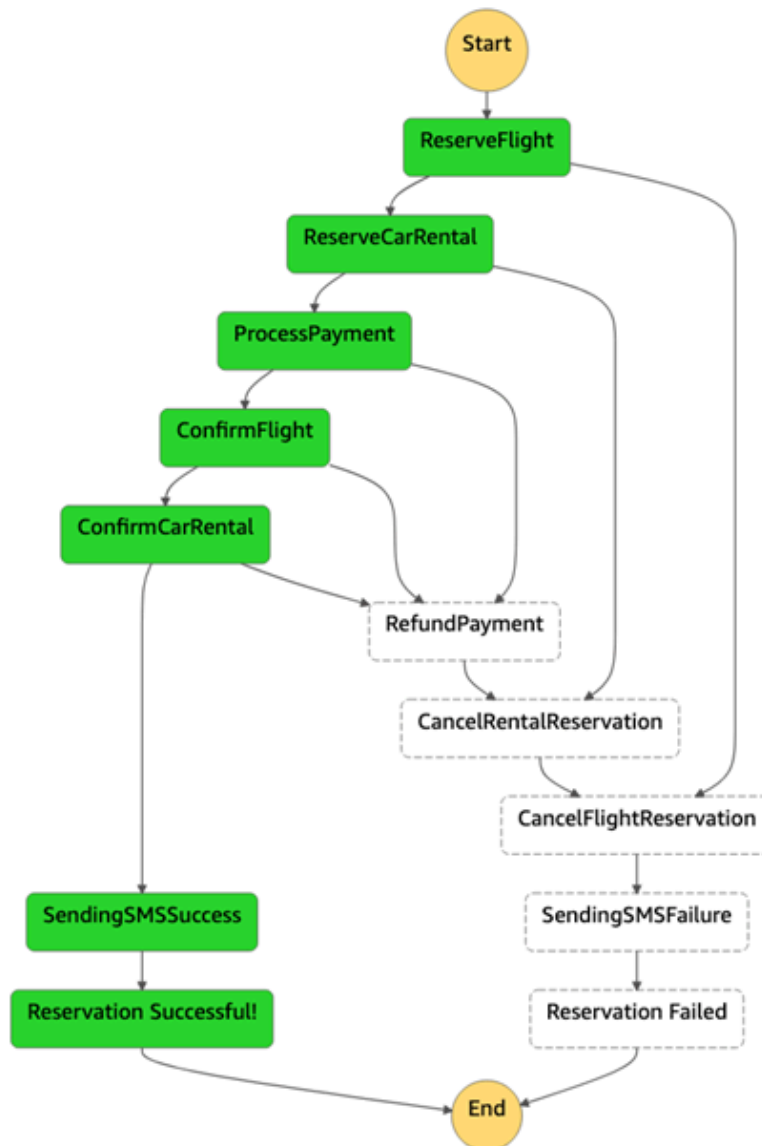 Start
ReserveFlight
ReserveCarRental
ProcessPayment
ConfirmFlight
ConfirmCarRental
RefundPayment
CancelRentalReservation
CancelFlightReservation
SendingSMSSuccess
SendingSMSFailure
Reservation Successful!
Reservation Failed
End